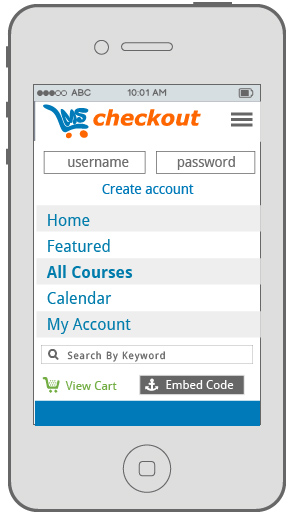 ABC 10:01 AM
LMS checkout
username password
Create account
Home
Featured
All Courses
Calendar
My Account
Search By Keyword
View Cart Embed Code